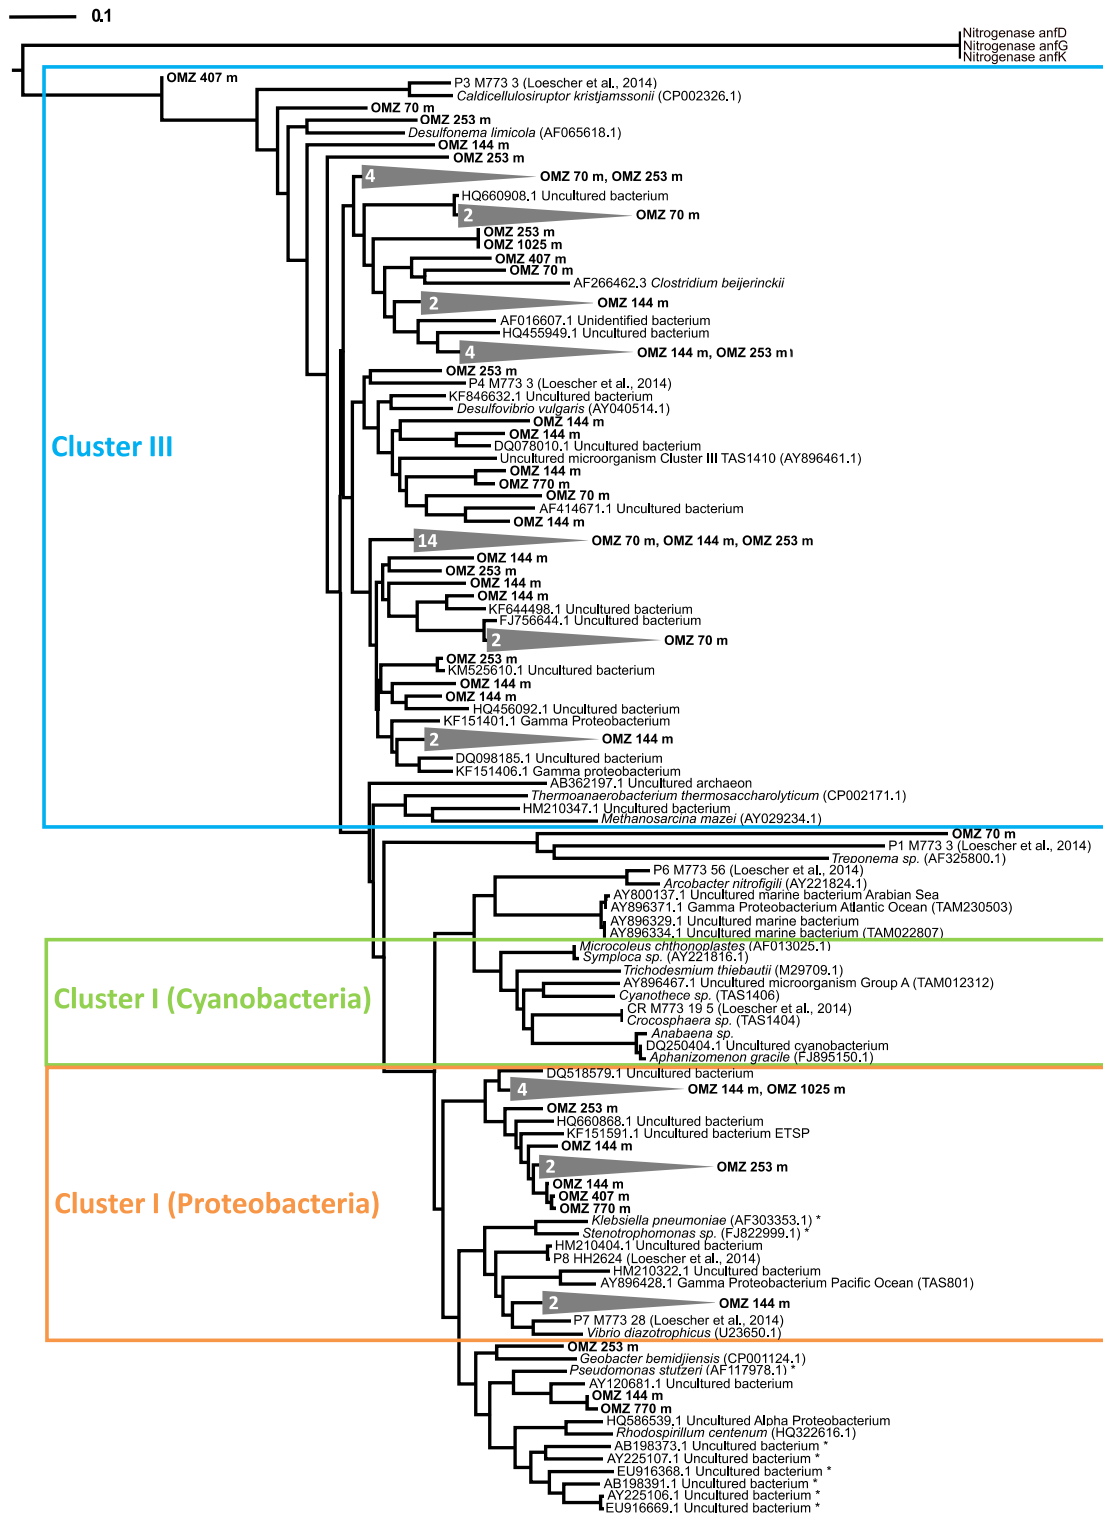 0.1
Nitrogenase anfD
Nitrogenase anfG
Nitrogenase anfK
OMZ 407 m
P3 M773 3 (Loescher et al., 2014)
Caldicellulosiruptor kristjamssonii (CP002326.1)
OMZ 70 m
OMZ 253 m
Desulfonema limicola (AF065618.1)
OMZ 144 m
OMZ 253 m
4 OMZ 70 m, OMZ 253 m
HQ660908.1 Uncultured bacterium
2 OMZ 70 m
OMZ 253 m
OMZ 1025 m
OMZ 407 m
OMZ 70 m
AF266462.3 Clostridium beijerinckii
2 OMZ 144 m
AF016607.1 Unidentified bacterium
HQ455949.1 Uncultured bacterium
4 OMZ 144 m, OMZ 253 m
OMZ 253 m
P4 M773 3 (Loescher et al., 2014)
KF846632.1 Uncultured bacterium
Desulfovibrio vulgaris (AY040514.1)
OMZ 144 m
OMZ 144 m
Cluster III
DQ078010.1 Uncultured bacterium
Uncultured microorganism Cluster III TAS1410 (AY896461.1)
OMZ 144 m
OMZ 770 m
OMZ 70 m
AF414671.1 Uncultured bacterium
OMZ 144 m
14 OMZ 70 m, OMZ 144 m, OMZ 253 m
OMZ 144 m
OMZ 253 m
OMZ 144 m
OMZ 144 m
KF644498.1 Uncultured bacterium
FJ756644.1 Uncultured bacterium
2 OMZ 70 m
OMZ 253 m
KM525610.1 Uncultured bacterium
OMZ 144 m
OMZ 144 m
HQ456092.1 Uncultured bacterium
KF151401.1 Gamma Proteobacterium
2 OMZ 144 m
DQ098185.1 Uncultured bacterium
KF151406.1 Gamma proteobacterium
AB362197.1 Uncultured archaeon
Thermoanaerobacterium thermosaccharolyticum (CP002171.1)
HM210347.1 Uncultured bacterium
Methanosarcina mazei (AY029234.1)
OMZ 70 m
P1 M773 3 (Loescher et al., 2014)
Treponema sp. (AF325800.1)
P6 M773 56 (Loescher et al., 2014)
Arcobacter nitrofigili (AY221824.1)
AY800137.1 Uncultured marine bacterium Arabian Sea
AY896371.1 Gamma Proteobacterium Atlantic Ocean (TAM230503)
AY896329.1 Uncultured marine bacterium
AY896334.1 Uncultured marine bacterium (TAM022807)
Microcoleus chthonoplastes (AF013025.1)
Symploca sp. (AY221816.1)
Trichodesmium thiebautii (M29709.1)
AY896467.1 Uncultured microorganism Group A (TAM012312)
Cluster I (Cyanobacteria)
Cyanothece sp. (TAS1406)
CR M773 19 5 (Loescher et al., 2014)
Crocosphaera sp. (TAS1404)
Anabaena sp.
DQ250404.1 Uncultured cyanobacterium
Aphanizomenon gracile (FJ895150.1)
DQ518579.1 Uncultured bacterium
4 OMZ 144 m, OMZ 1025 m
OMZ 253 m
HQ660868.1 Uncultured bacterium
KF151591.1 Uncultured bacterium ETSP
OMZ 144 m
2 OMZ 253 m
OMZ 144 m
OMZ 407 m
Cluster I (Proteobacteria)
OMZ 770 m
Klebsiella pneumoniae (AF303353.1) *
Stenotrophomonas sp. (FJ822999.1) *
HM210404.1 Uncultured bacterium
P8 HH2624 (Loescher et al., 2014)
HM210322.1 Uncultured bacterium
AY896428.1 Gamma Proteobacterium Pacific Ocean (TAS801)
2 OMZ 144 m
P7 M773 28 (Loescher et al., 2014)
Vibrio diazotrophicus (U23650.1)
OMZ 253 m
Geobacter bemidjiensis (CP001124.1)
Pseudomonas stutzeri (AF117978.1) *
AY120681.1 Uncultured bacterium
OMZ 144 m
OMZ 770 m
HQ586539.1 Uncultured Alpha Proteobacterium
Rhodospirillum centenum (HQ322616.1)
AB198373.1 Uncultured bacterium *
AY225107.1 Uncultured bacterium *
EU916368.1 Uncultured bacterium *
AB198391.1 Uncultured bacterium *
AY225106.1 Uncultured bacterium *
EU916669.1 Uncultured bacterium *